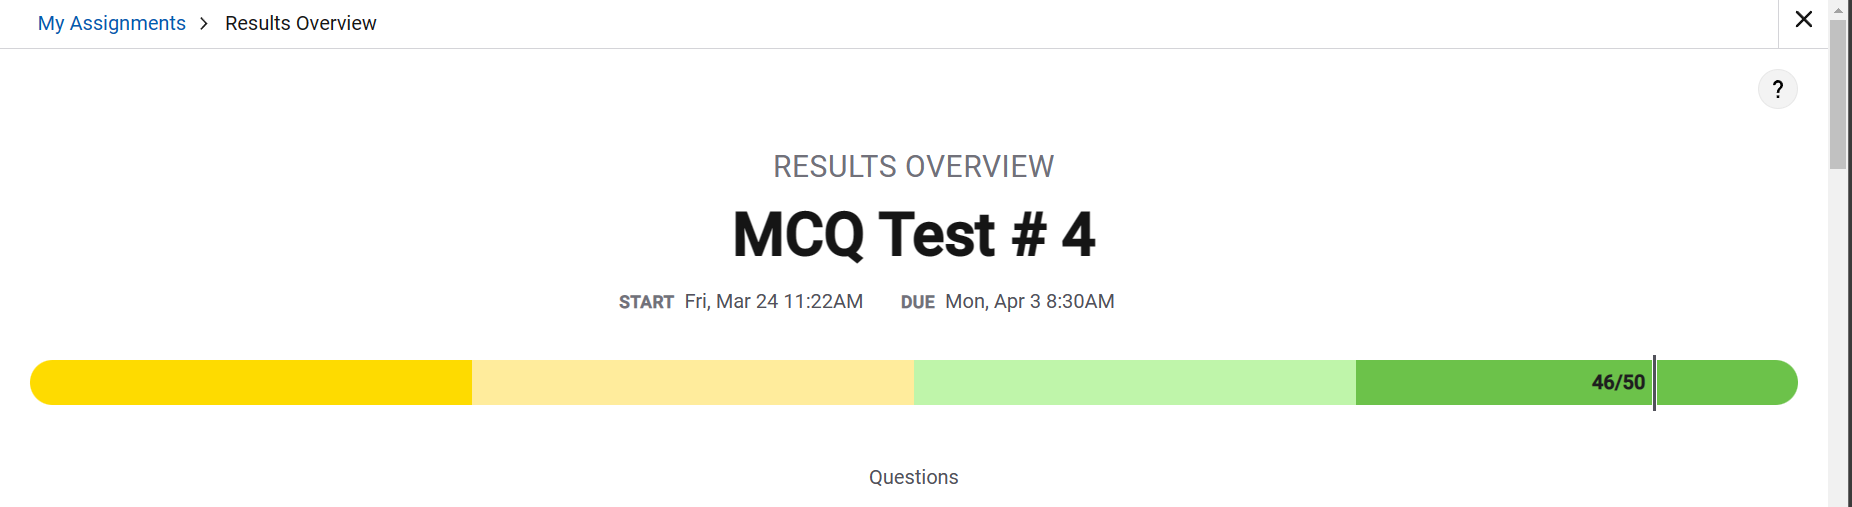 My Assignments > Results Overview
?
RESULTS OVERVIEW
MCQ Test # 4
START Fri, Mar 24 11:22AM DUE Mon, Apr 3 8:30AM
46/50
Questions